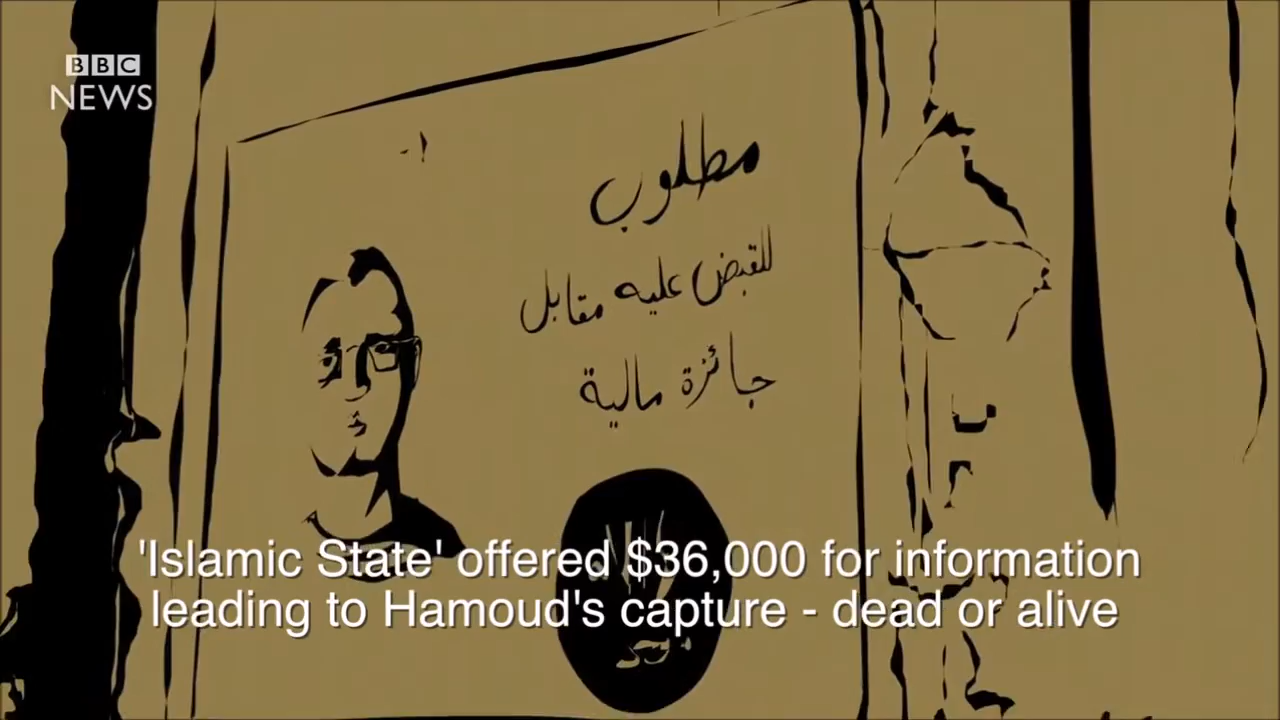 BBC
NEWS
مطلوب
للقبض عليه مقابل
جائزة مالية
'Islamic State' offered $36,000 for information
leading to Hamoud's capture - dead or alive